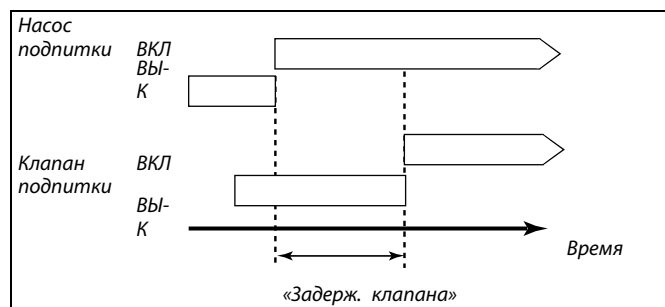 Насос
подпитки
ВКЛ
ВЫ-
К
Клапан
подпитки
ВКЛ
ВЫ-
К
Время
«Задерж. клапана»